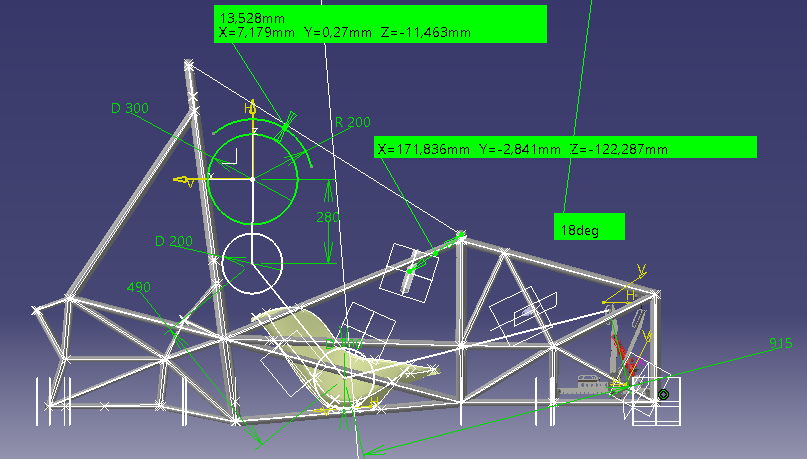 13,528mm
X=7,179mm Y=0,27mm Z=-11,463mm
D 300
H
Z
R 200
X=171,836mm Y=-2,841mm Z=-122,287mm
X
V
280
18deg
D 200
V
490
H
V
915